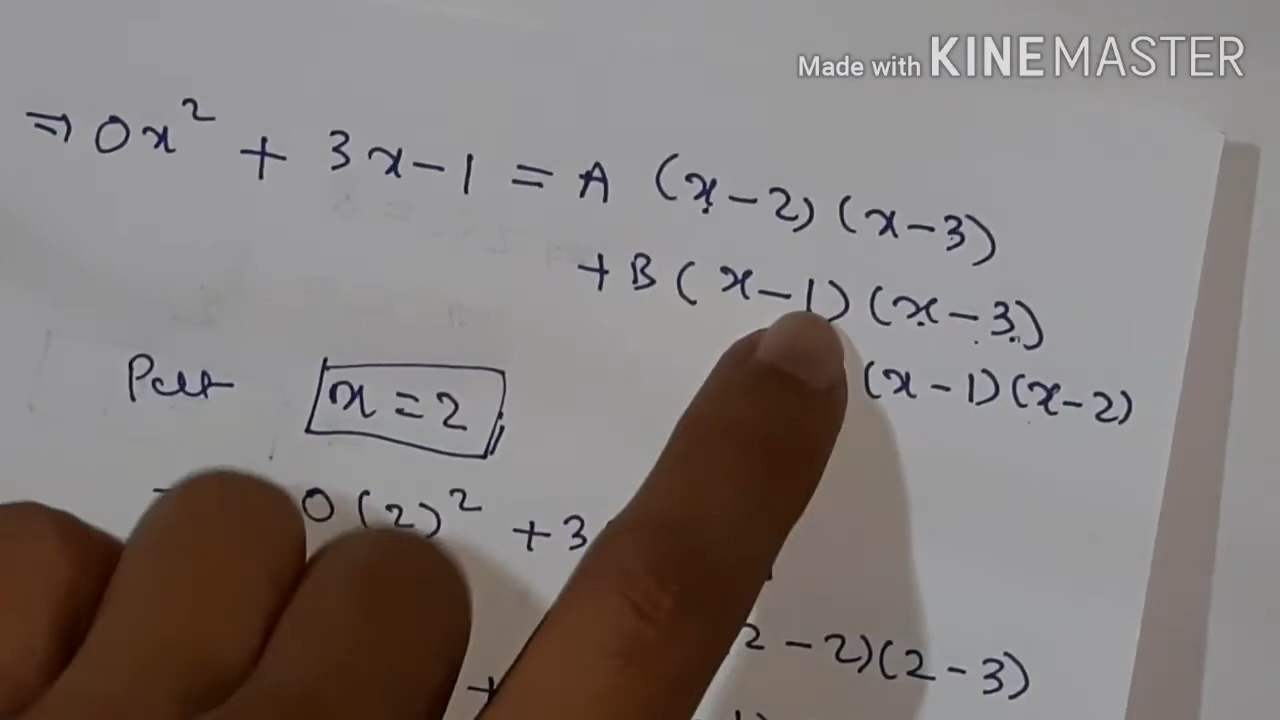 Made with KINEMASTER
⇒ 0x² + 3x - 1 = A (x - 2) (x - 3)
+ B (x - 1) (x - 3)
(x - 1) (x - 2)
Put x = 2
0 (2)² + 3
2 - 2) (2 - 3)
+